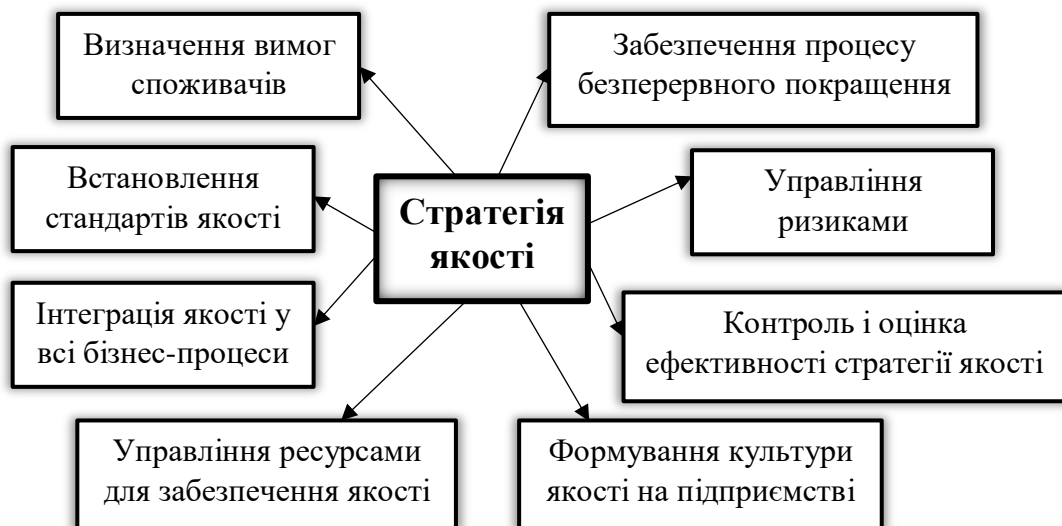 Визначення вимог
споживачів
Забезпечення процесу
безперервного покращення
Встановлення
стандартів якості
Стратегія
якості
Управління
ризиками
Інтеграція якості у
всі бізнес-процеси
Контроль і оцінка
ефективності стратегії якості
Управління ресурсами
для забезпечення якості
Формування культури
якості на підприємстві